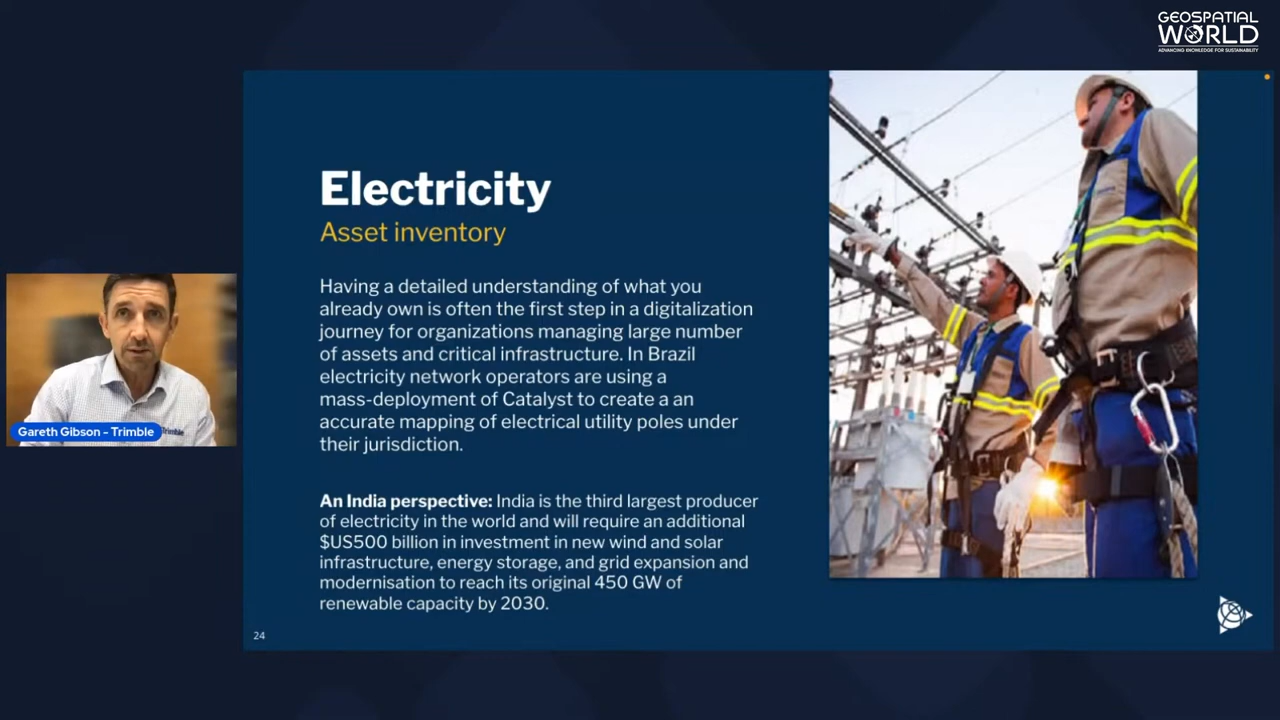 GEOSPATIAL
WORLD
ADVANCING KNOWLEDGE FOR SUSTAINABILITY
Electricity
Asset inventory
Having a detailed understanding of what you
already own is often the first step in a digitalization
journey for organizations managing large number
of assets and critical infrastructure. In Brazil
electricity network operators are using a
mass-deployment of Catalyst to create a an
accurate mapping of electrical utility poles under
their jurisdiction.
An India perspective: India is the third largest producer
of electricity in the world and will require an additional
$US500 billion in investment in new wind and solar
infrastructure, energy storage, and grid expansion and
modernisation to reach its original 450 GW of
renewable capacity by 2030.
24
Gareth Gibson - Trimble
Trimble